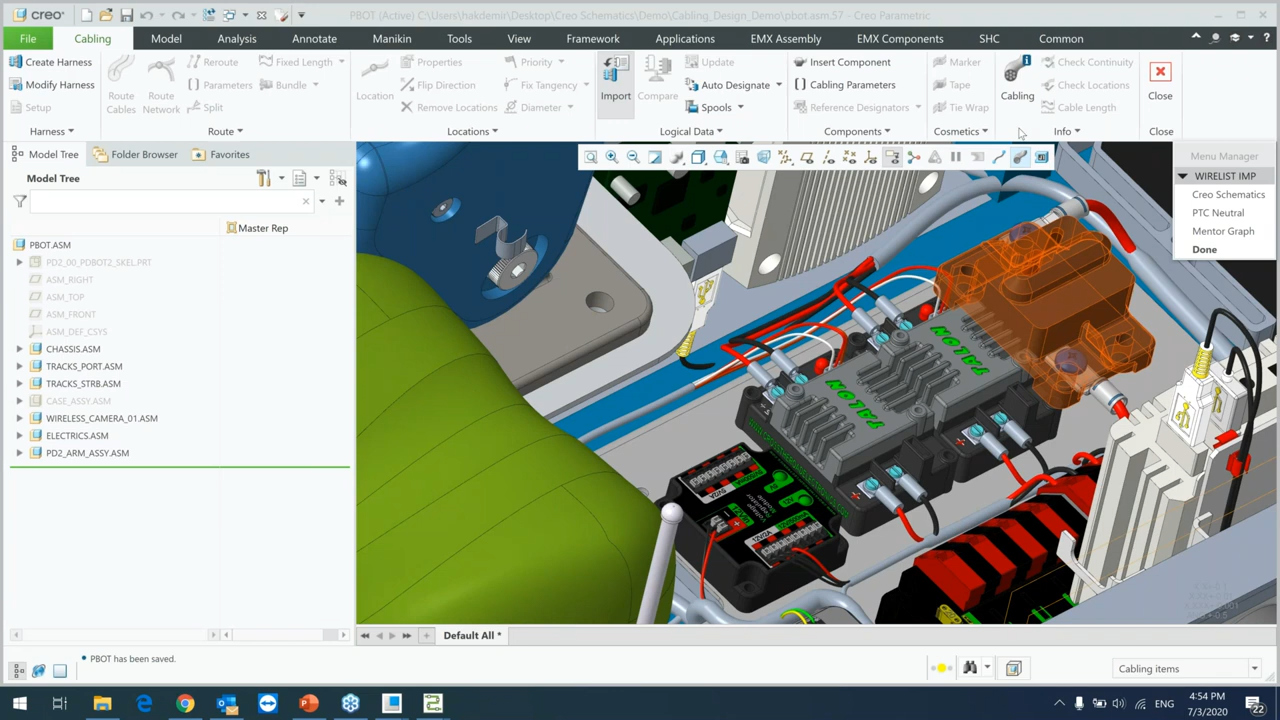 creo
PBOT (Active) C:\Users\hakdemir\Desktop\Creo Schematics\Demo\Cabling_Design_Demo\pbot.asm.57 - Creo Parametric
File Cabling Model Analysis Annotate Manikin Tools View Framework Applications EMX Assembly EMX Components SHC Common
Create Harness
Modify Harness
Setup
Harness
Route Cables
Route Network
Reroute
Parameters
Split
Fixed Length
Bundle
Route
Location
Properties
Flip Direction
Remove Locations
Priority
Fix Tangency
Diameter
Locations
Import
Compare
Update
Auto Designate
Spools
Logical Data
Insert Component
Cabling Parameters
Reference Designators
Components
Marker
Tape
Tie Wrap
Cosmetics
Cabling
Check Continuity
Check Locations
Cable Length
Info
Close
Close
Model Tree Folder Browser Favorites
Model Tree
Master Rep
PBOT.ASM
PD2_00_PDBOT2_SKEL.PRT
ASM_RIGHT
ASM_TOP
ASM_FRONT
ASM_DEF_CSYS
CHASSIS.ASM
TRACKS_PORT.ASM
TRACKS_STRB.ASM
CASE_ASSY.ASM
WIRELESS_CAMERA_01.ASM
ELECTRICS.ASM
PD2_ARM_ASSY.ASM
Menu Manager
WIRELIST IMP
Creo Schematics
PTC Neutral
Mentor Graph
Done
TALON
TALON
Voltage
Regulator
Module
12V
Default All *
PBOT has been saved.
Cabling items
ENG
4:54 PM
7/3/2020
22